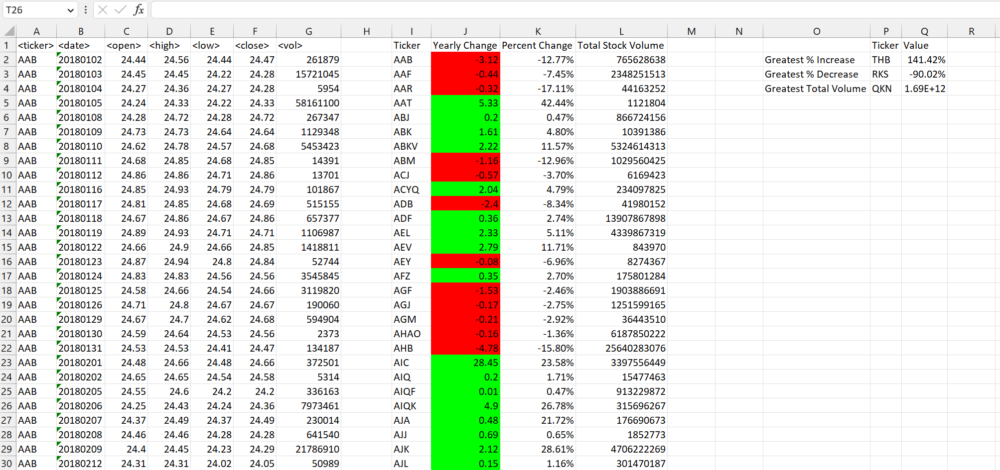 T26 fx
A B C D E F G H I J K L M N O P Q R
1 <ticker> <date> <open> <high> <low> <close> <vol> Ticker Yearly Change Percent Change Total Stock Volume Ticker Value
2 AAB 20180102 24.44 24.56 24.44 24.47 261879 AAB -3.12 -12.77% 765628638 Greatest % Increase THB 141.42%
3 AAB 20180103 24.45 24.45 24.22 24.28 15721045 AAF -0.44 -7.45% 2348251513 Greatest % Decrease RKS -90.02%
4 AAB 20180104 24.27 24.36 24.27 24.28 5954 AAR -0.32 -17.11% 44163252 Greatest Total Volume QKN 1.69E+12
5 AAB 20180105 24.24 24.33 24.22 24.33 58161100 AAT 5.33 42.44% 1121804
6 AAB 20180108 24.28 24.72 24.28 24.72 267347 ABJ 0.2 0.47% 866724156
7 AAB 20180109 24.73 24.73 24.64 24.64 1129348 ABK 1.61 4.80% 10391386
8 AAB 20180110 24.62 24.78 24.57 24.68 5453423 ABKV 2.22 11.57% 5324614313
9 AAB 20180111 24.68 24.85 24.68 24.85 14391 ABM -1.16 -12.96% 1029560425
10 AAB 20180112 24.86 24.86 24.71 24.86 13701 ACJ -0.57 -3.70% 6169423
11 AAB 20180116 24.85 24.93 24.79 24.79 101867 ACYQ 2.04 4.79% 234097825
12 AAB 20180117 24.81 24.85 24.68 24.69 515155 ADB -2.4 -8.34% 41980152
13 AAB 20180118 24.67 24.86 24.67 24.86 657377 ADF 0.36 2.74% 13907867898
14 AAB 20180119 24.89 24.93 24.71 24.71 1106987 AEL 2.33 5.11% 4339867319
15 AAB 20180122 24.66 24.9 24.66 24.85 1418811 AEV 2.79 11.71% 843970
16 AAB 20180123 24.87 24.94 24.8 24.84 52744 AEY -0.08 -6.96% 8274367
17 AAB 20180124 24.83 24.83 24.56 24.56 3545845 AFZ 0.35 2.70% 175801284
18 AAB 20180125 24.58 24.66 24.54 24.66 3119820 AGF -1.53 -2.46% 1903886691
19 AAB 20180126 24.71 24.8 24.67 24.67 190060 AGJ -0.17 -2.75% 1251599165
20 AAB 20180129 24.67 24.7 24.62 24.68 594904 AGM -0.21 -2.92% 36443510
21 AAB 20180130 24.59 24.64 24.53 24.56 2373 AHAO -0.16 -1.36% 6187850222
22 AAB 20180131 24.53 24.53 24.41 24.47 134187 AHB -4.78 -15.80% 25640283076
23 AAB 20180201 24.48 24.66 24.48 24.66 372501 AIC 28.45 23.58% 3397556449
24 AAB 20180202 24.65 24.65 24.54 24.58 5314 AIQ 0.2 1.71% 15477463
25 AAB 20180205 24.55 24.6 24.2 24.2 336163 AIQF 0.01 0.47% 913229872
26 AAB 20180206 24.25 24.43 24.24 24.36 7973461 AIQK 4.9 26.78% 315696267
27 AAB 20180207 24.37 24.49 24.37 24.49 230014 AJA 0.48 21.72% 176690673
28 AAB 20180208 24.46 24.46 24.28 24.28 641540 AJJ 0.69 0.65% 1852773
29 AAB 20180209 24.4 24.45 24.23 24.29 21786910 AJK 2.12 28.61% 4706222269
30 AAB 20180212 24.31 24.31 24.02 24.05 50989 AJL 0.15 1.16% 301470187